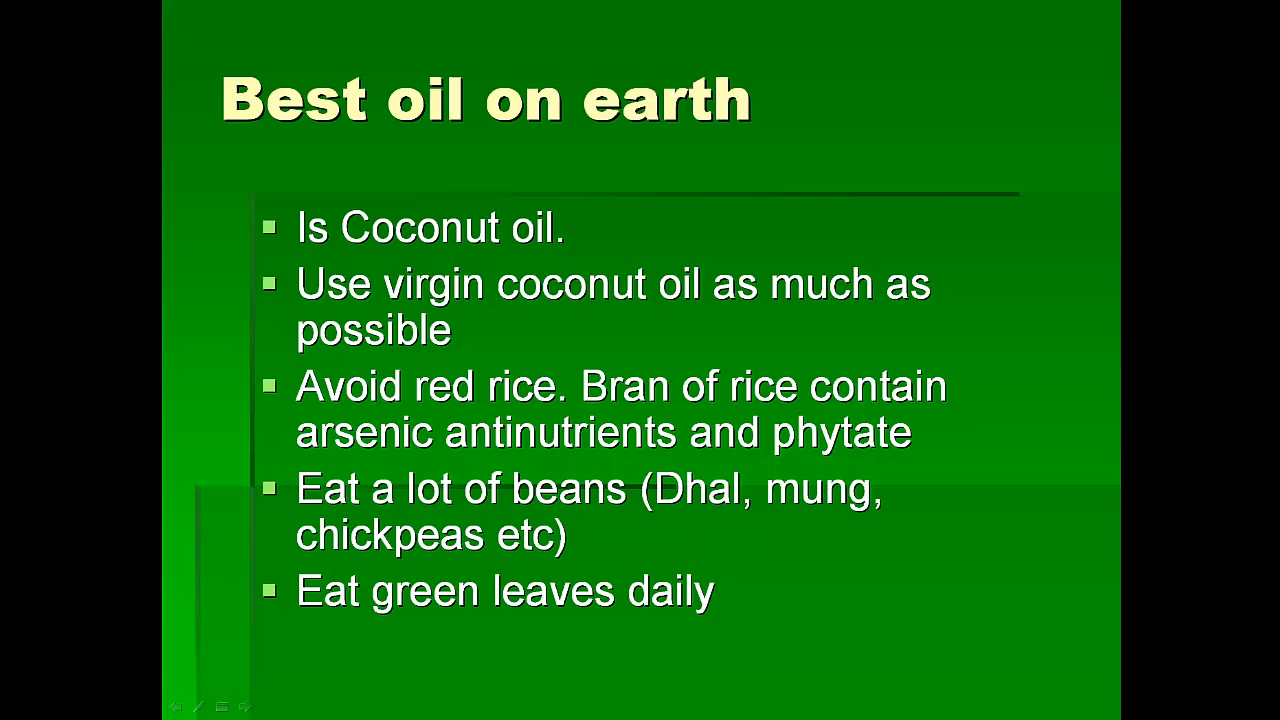 Best oil on earth
Is Coconut oil.
Use virgin coconut oil as much as
possible
Avoid red rice. Bran of rice contain
arsenic antinutrients and phytate
Eat a lot of beans (Dhal, mung,
chickpeas etc)
Eat green leaves daily